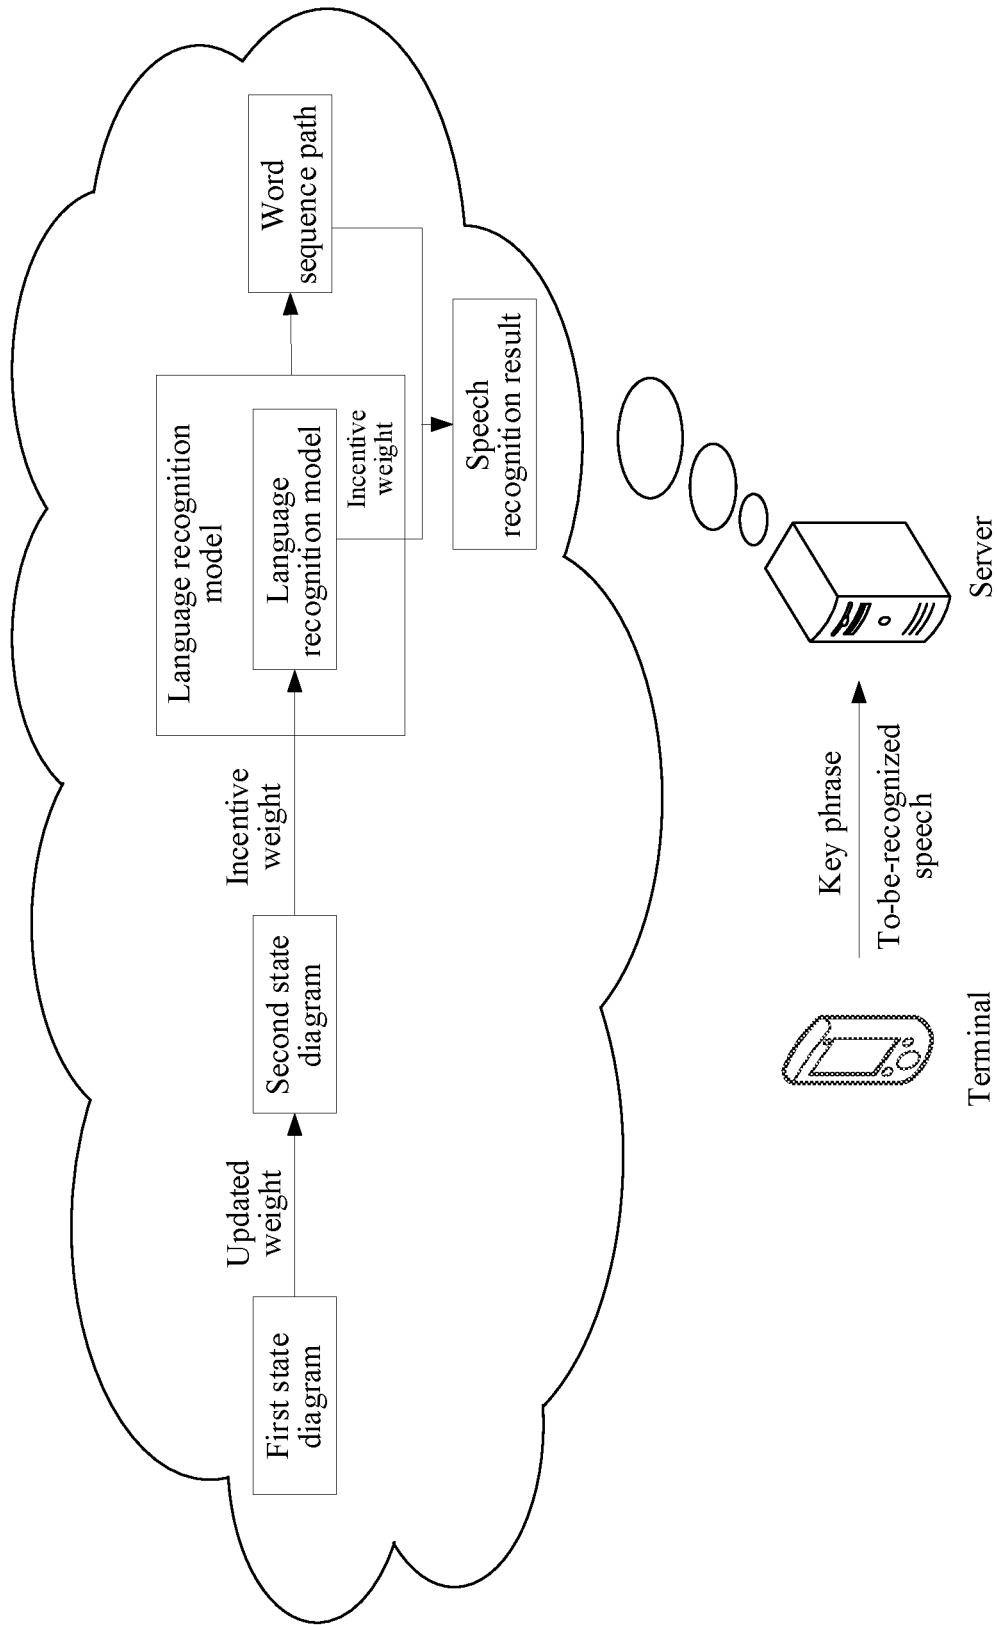 First state
diagram
Updated
weight
Second state
diagram
Incentive
weight
Language recognition
model
Language
recognition model
Incentive
weight
Word
sequence path
Speech
recognition result
Terminal
Key phrase
To-be-recognized
speech
Server